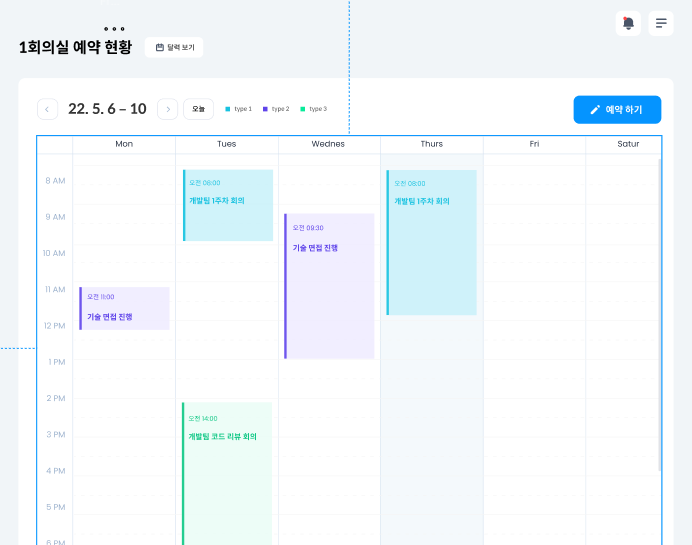 1회의실 예약 현황
달력 보기
22. 5. 6 – 10
오늘
type 1
type 2
type 3
예약 하기
Mon
Tues
Wednes
Thurs
Fri
Satur
8 AM
9 AM
10 AM
11 AM
12 PM
1 PM
2 PM
3 PM
4 PM
5 PM
6 PM
오전 11:00
기술 면접 진행
오전 08:00
개발팀 1주차 회의
오전 14:00
개발팀 코드 리뷰 회의
오전 09:30
기술 면접 진행
오전 08:00
개발팀 1주차 회의